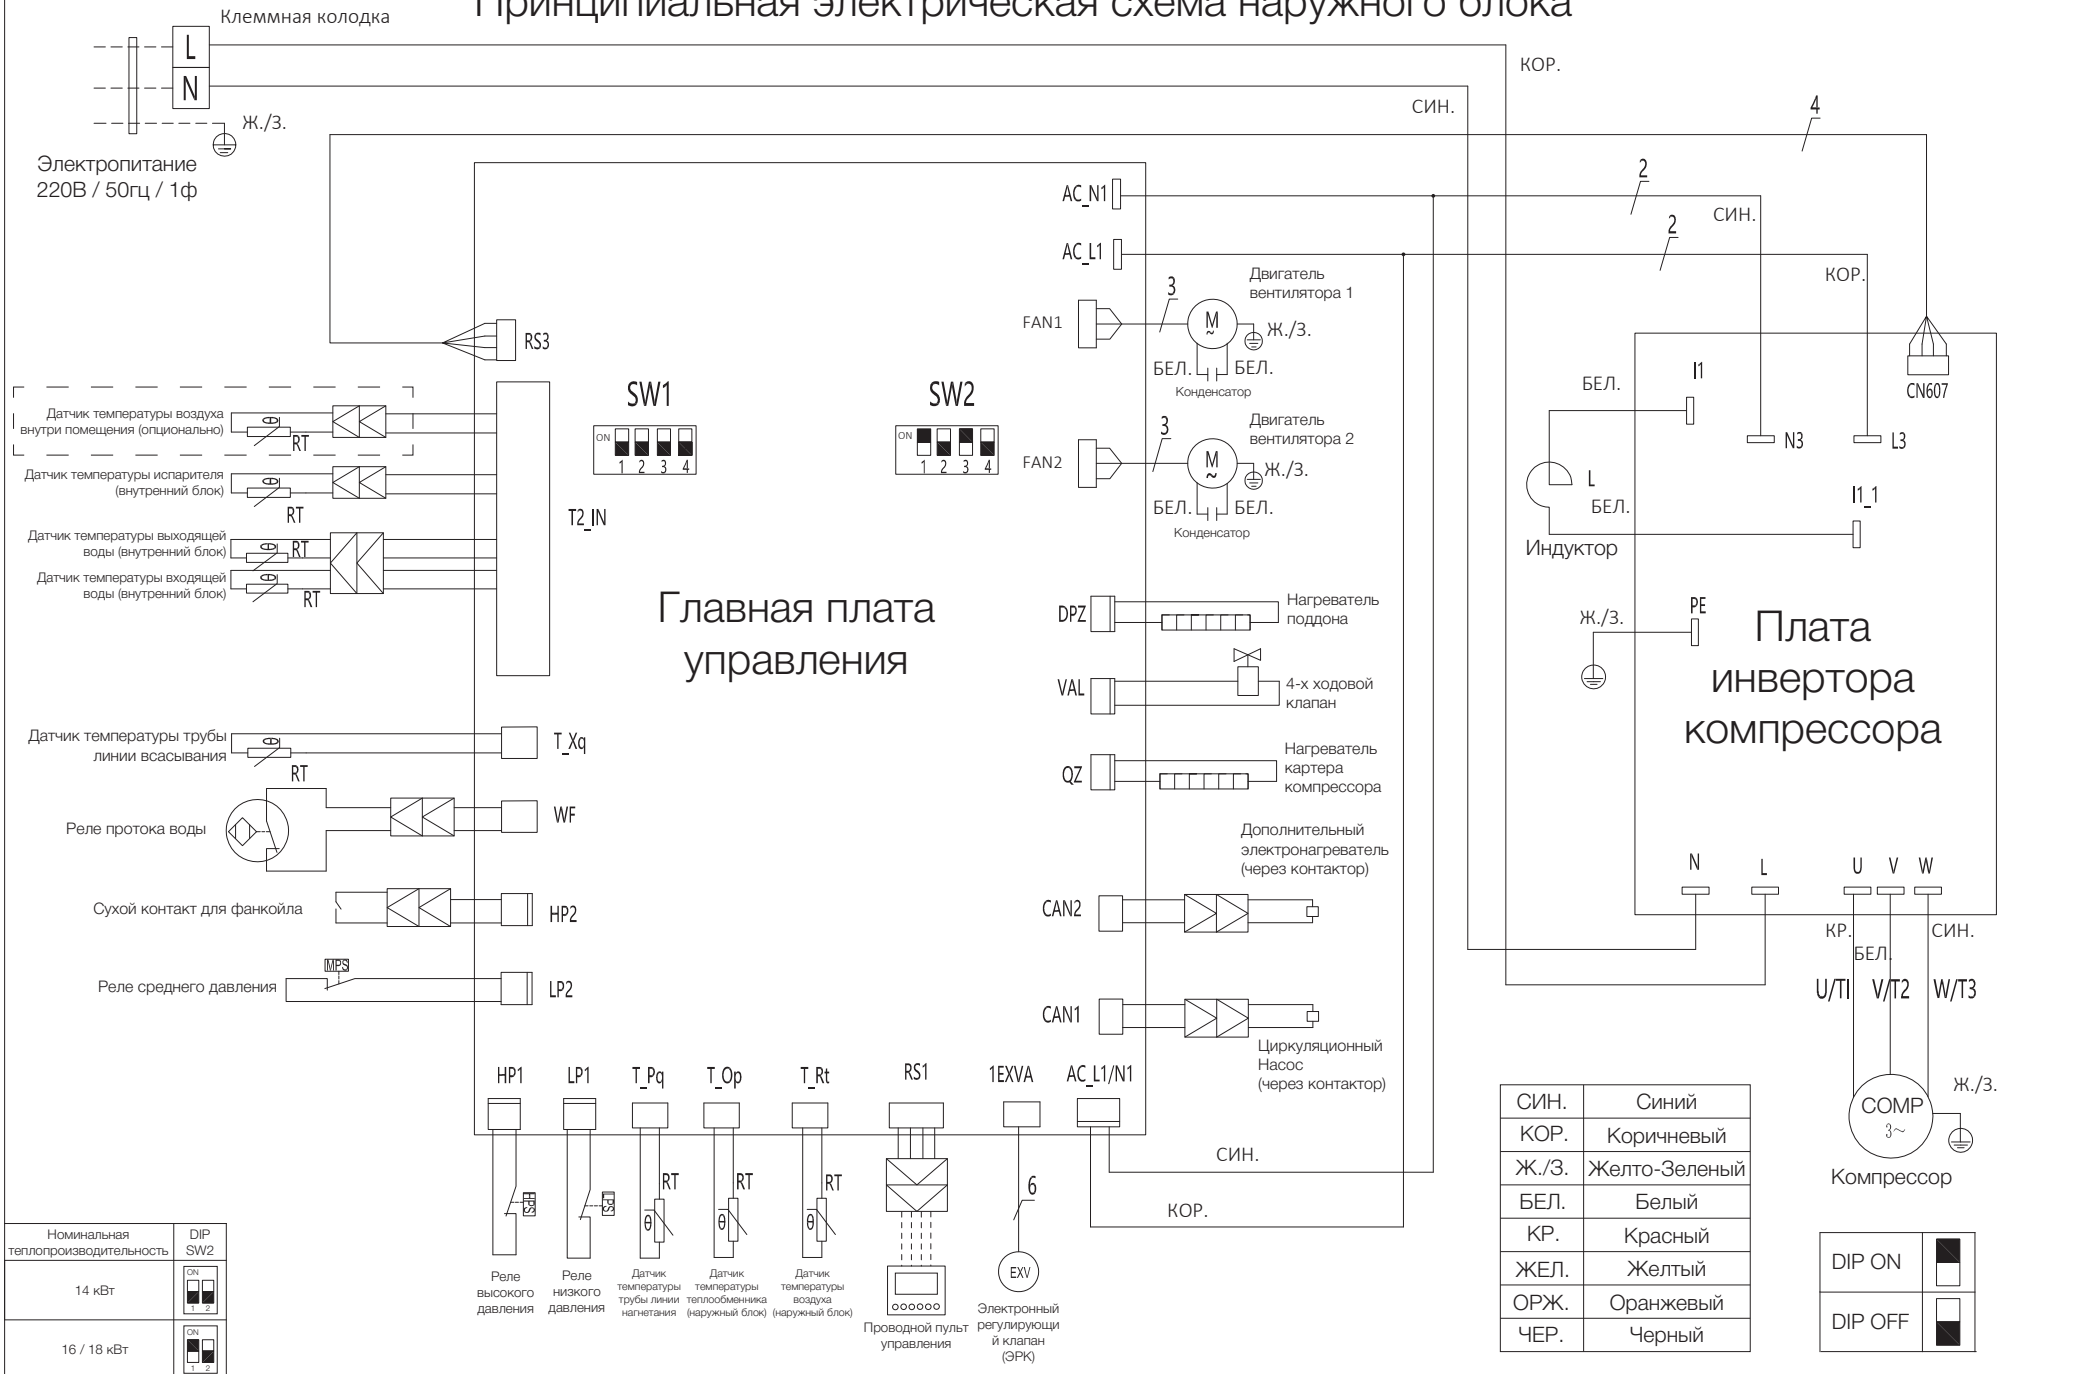 Принципиальная электрическая схема наружного блока
Клеммная колодка
L
N
Ж./З.
Электропитание
220В / 50гц / 1ф
КОР.
СИН.
4
2
СИН.
2
КОР.
AC_N1
AC_L1
FAN1
3
M
~
Двигатель
вентилятора 1
Ж./З.
БЕЛ.
БЕЛ.
Конденсатор
FAN2
3
M
~
Двигатель
вентилятора 2
Ж./З.
БЕЛ.
БЕЛ.
Конденсатор
RS3
SW1
ON
1 2 3 4
SW2
ON
1 2 3 4
Датчик температуры воздуха
внутри помещения (опционально)
RT
Датчик температуры испарителя
(внутренний блок)
RT
Датчик температуры выходящей
воды (внутренний блок)
RT
Датчик температуры входящей
воды (внутренний блок)
RT
T2_IN
Главная плата
управления
DPZ
Нагреватель
поддона
VAL
4-х ходовой
клапан
QZ
Нагреватель
картера
компрессора
Датчик температуры трубы
линии всасывания
RT
T_Xq
Реле протока воды
WF
Сухой контакт для фанкойла
HP2
Реле среднего давления
MPS
LP2
Дополнительный
электронагреватель
(через контактор)
CAN2
CAN1
Циркуляционный
Насос
(через контактор)
HP1
LP1
T_Pq
T_Op
T_Rt
RS1
1EXVA
AC_L1/N1
СИН.
КОР.
HPS
LPS
RT
θ
RT
θ
RT
θ
6
EXV
Реле
высокого
давления
Реле
низкого
давления
Датчик
температуры
трубы линии
нагнетания
Датчик
температуры
теплообменника
(наружный блок)
Датчик
температуры
воздуха
(наружный блок)
Проводной пульт
управления
Электронный
регулирующи
й клапан
(ЭРК)
CN607
I1
БЕЛ.
N3
L3
L
БЕЛ.
I1_1
Индуктор
Ж./З.
PE
Плата
инвертора
компрессора
N
L
U
V
W
КР.
БЕЛ.
СИН.
U/T1
V/T2
W/T3
COMP
3~
Ж./З.
Компрессор
СИН. Синий
КОР. Коричневый
Ж./З. Желто-Зеленый
БЕЛ. Белый
КР. Красный
ЖЕЛ. Желтый
ОРЖ. Оранжевый
ЧЕР. Черный
DIP ON
DIP OFF
Номинальная
теплопроизводительность
DIP
SW2
14 кВт
ON
1 2
16 / 18 кВт
ON
1 2